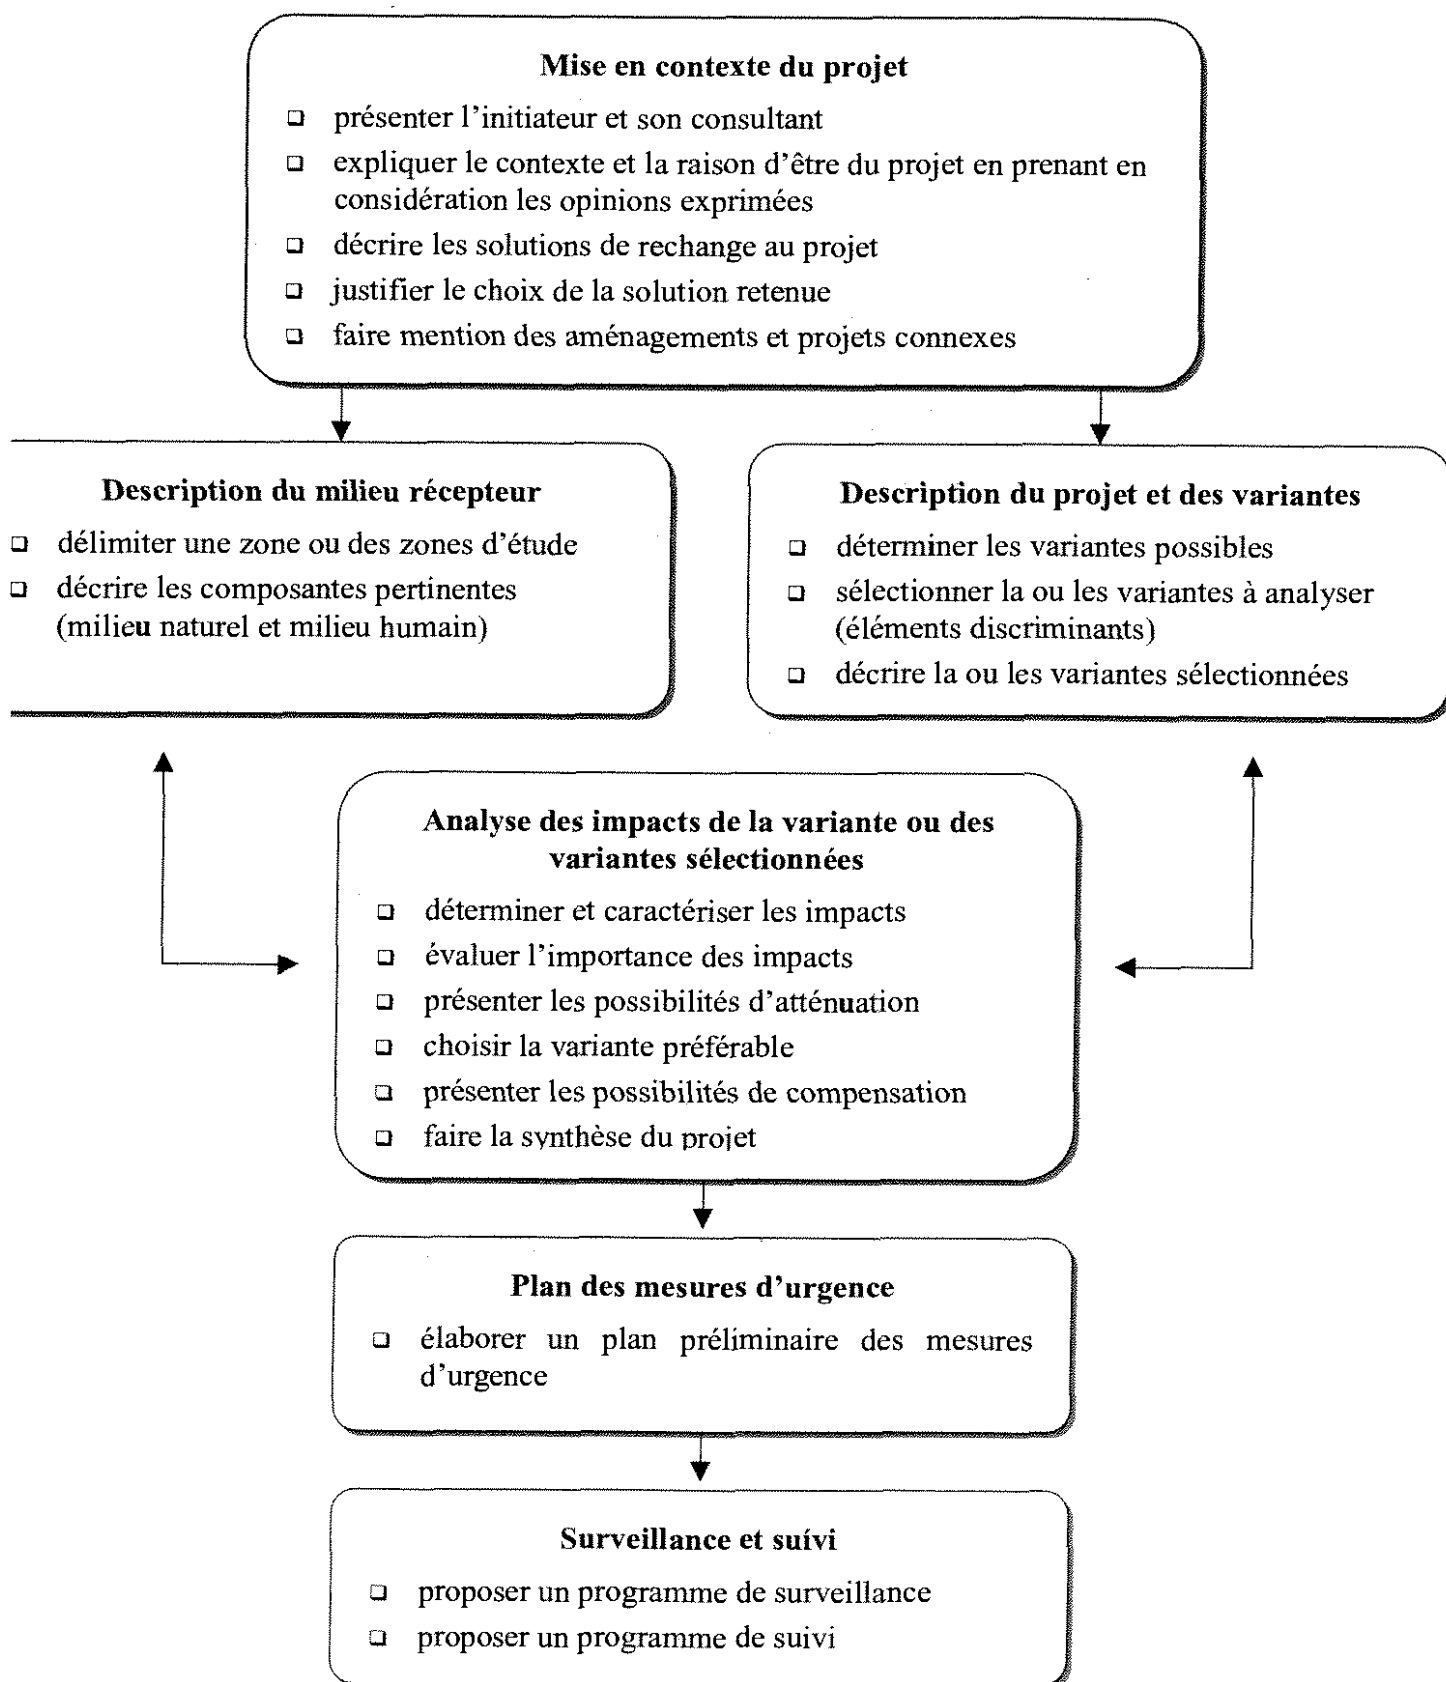 Mise en contexte du projet
❑ présenter l'initiateur et son consultant
❑ expliquer le contexte et la raison d'être du projet en prenant en
considération les opinions exprimées
❑ décrire les solutions de rechange au projet
❑ justifier le choix de la solution retenue
❑ faire mention des aménagements et projets connexes
Description du milieu récepteur
❑ délimiter une zone ou des zones d'étude
❑ décrire les composantes pertinentes
(milieu naturel et milieu humain)
Description du projet et des variantes
❑ déterminer les variantes possibles
❑ sélectionner la ou les variantes à analyser
(éléments discriminants)
❑ décrire la ou les variantes sélectionnées
Analyse des impacts de la variante ou des
variantes sélectionnées
❑ déterminer et caractériser les impacts
❑ évaluer l'importance des impacts
❑ présenter les possibilités d'atténuation
❑ choisir la variante préférable
❑ présenter les possibilités de compensation
❑ faire la synthèse du projet
Plan des mesures d'urgence
❑ élaborer un plan préliminaire des mesures
d'urgence
Surveillance et suivi
❑ proposer un programme de surveillance
❑ proposer un programme de suivi